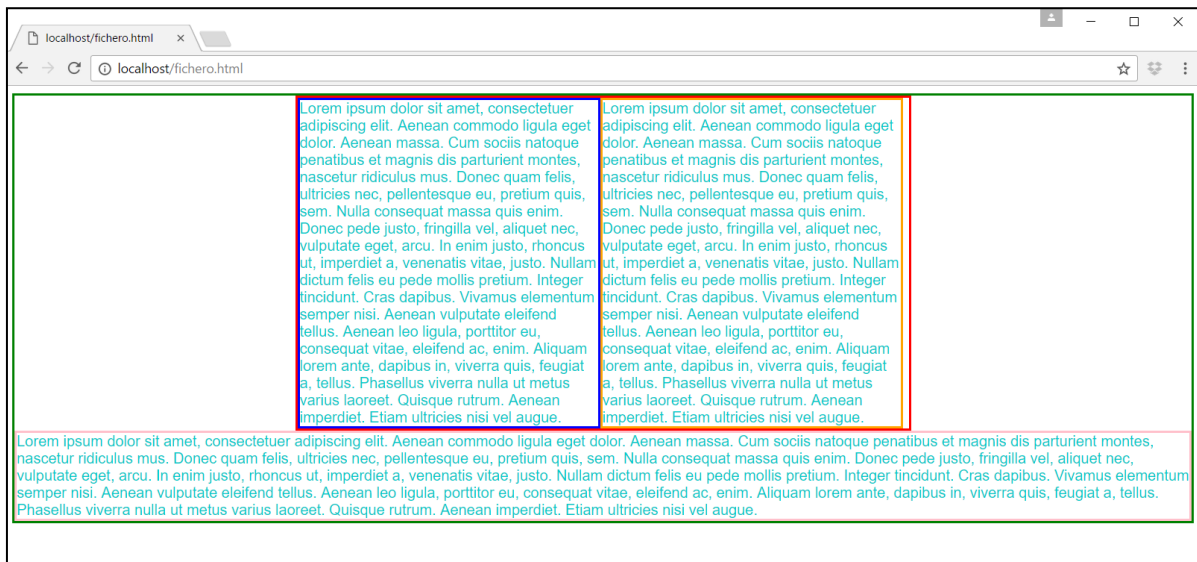 localhost/fichero.html
localhost/fichero.html
Lorem ipsum dolor sit amet, consectetuer
adipiscing elit. Aenean commodo ligula eget
dolor. Aenean massa. Cum sociis natoque
penatibus et magnis dis parturient montes,
nascetur ridiculus mus. Donec quam felis,
ultricies nec, pellentesque eu, pretium quis,
sem. Nulla consequat massa quis enim.
Donec pede justo, fringilla vel, aliquet nec,
vulputate eget, arcu. In enim justo, rhoncus
ut, imperdiet a, venenatis vitae, justo. Nullam
dictum felis eu pede mollis pretium. Integer
tincidunt. Cras dapibus. Vivamus elementum
semper nisi. Aenean vulputate eleifend
tellus. Aenean leo ligula, porttitor eu,
consequat vitae, eleifend ac, enim. Aliquam
lorem ante, dapibus in, viverra quis, feugiat
a, tellus. Phasellus viverra nulla ut metus
varius laoreet. Quisque rutrum. Aenean
imperdiet. Etiam ultricies nisi vel augue.
Lorem ipsum dolor sit amet, consectetuer
adipiscing elit. Aenean commodo ligula eget
dolor. Aenean massa. Cum sociis natoque
penatibus et magnis dis parturient montes,
nascetur ridiculus mus. Donec quam felis,
ultricies nec, pellentesque eu, pretium quis,
sem. Nulla consequat massa quis enim.
Donec pede justo, fringilla vel, aliquet nec,
vulputate eget, arcu. In enim justo, rhoncus
ut, imperdiet a, venenatis vitae, justo. Nullam
dictum felis eu pede mollis pretium. Integer
tincidunt. Cras dapibus. Vivamus elementum
semper nisi. Aenean vulputate eleifend
tellus. Aenean leo ligula, porttitor eu,
consequat vitae, eleifend ac, enim. Aliquam
lorem ante, dapibus in, viverra quis, feugiat
a, tellus. Phasellus viverra nulla ut metus
varius laoreet. Quisque rutrum. Aenean
imperdiet. Etiam ultricies nisi vel augue.
Lorem ipsum dolor sit amet, consectetuer adipiscing elit. Aenean commodo ligula eget dolor. Aenean massa. Cum sociis natoque penatibus et magnis dis parturient montes,
nascetur ridiculus mus. Donec quam felis, ultricies nec, pellentesque eu, pretium quis, sem. Nulla consequat massa quis enim. Donec pede justo, fringilla vel, aliquet nec,
vulputate eget, arcu. In enim justo, rhoncus ut, imperdiet a, venenatis vitae, justo. Nullam dictum felis eu pede mollis pretium. Integer tincidunt. Cras dapibus. Vivamus elementum
semper nisi. Aenean vulputate eleifend tellus. Aenean leo ligula, porttitor eu, consequat vitae, eleifend ac, enim. Aliquam lorem ante, dapibus in, viverra quis, feugiat a, tellus.
Phasellus viverra nulla ut metus varius laoreet. Quisque rutrum. Aenean imperdiet. Etiam ultricies nisi vel augue.